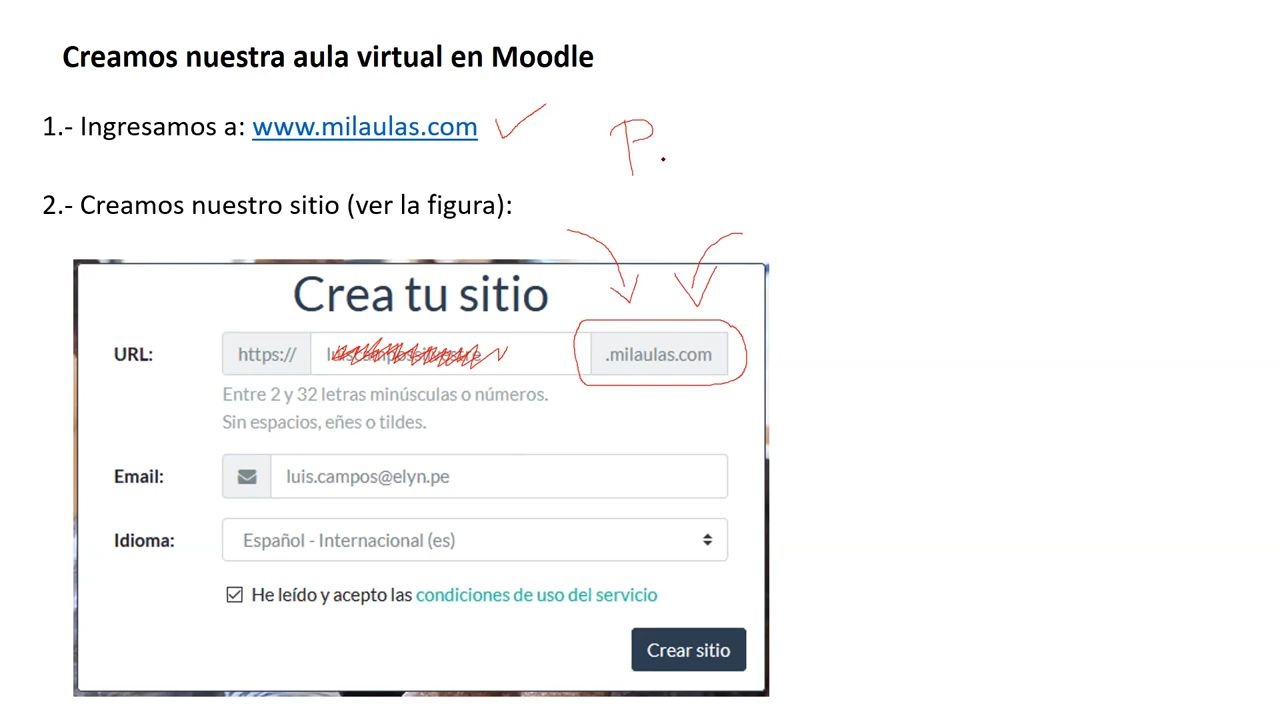 Creamos nuestra aula virtual en Moodle
1.- Ingresamos a: www.milaulas.com
P.
2.- Creamos nuestro sitio (ver la figura):
Crea tu sitio
URL: https:// .milaulas.com
Entre 2 y 32 letras minúsculas o números.
Sin espacios, eñes o tildes.
Email: luis.campos@elyn.pe
Idioma: Español - Internacional (es)
He leído y acepto las condiciones de uso del servicio
Crear sitio